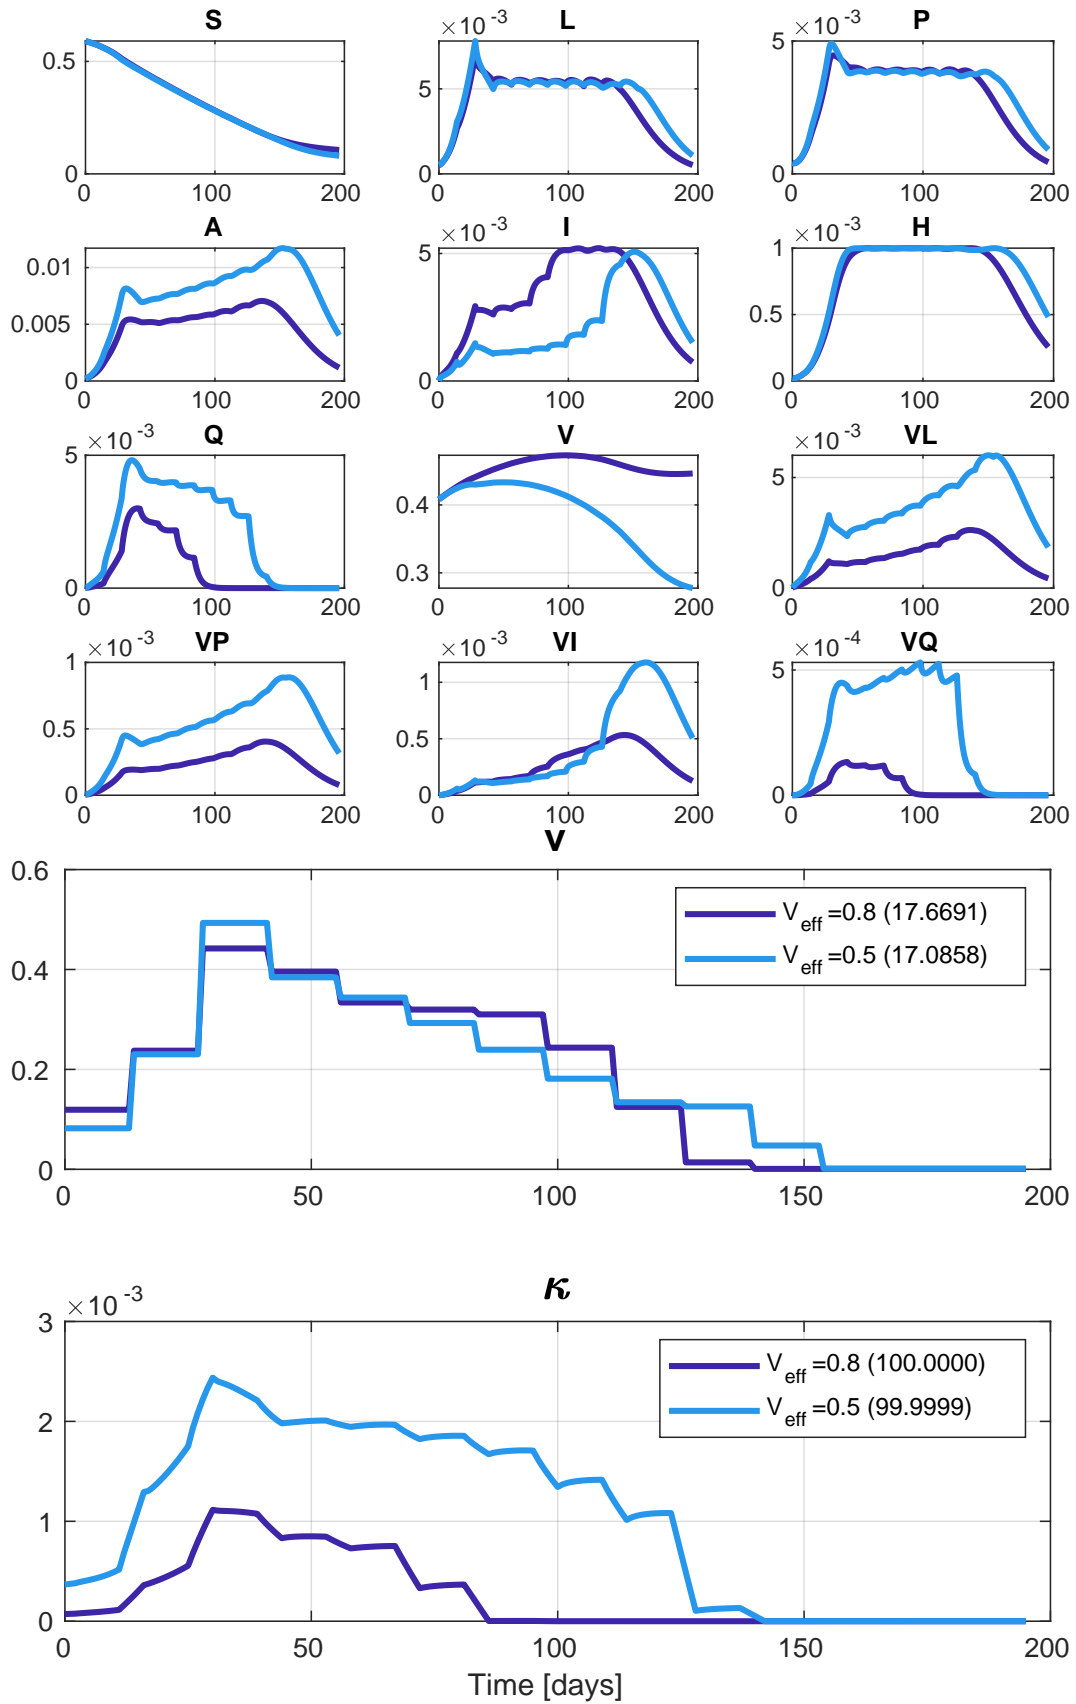 S L P
×10 -3 ×10 -3
0.5 0 0 100 200
5 0 0 100 200
5 0 0 100 200
A I H
×10 -3 ×10 -3
0.01 0.005 0 0 100 200
5 0 0 100 200
1 0.5 0 0 100 200
Q V VL
×10 -3 ×10 -3
5 0 0 100 200
0.4 0.3 0 100 200
5 0 0 100 200
VP VI VQ
×10 -3 ×10 -3 ×10 -4
1 0.5 0 0 100 200
1 0.5 0 0 100 200
5 0 0 100 200
v
0.6
0.4
0.2
0
V eff =0.8 (17.6691)
V eff =0.5 (17.0858)
0 50 100 150 200
κ
×10 -3
3
2
1
0
V eff =0.8 (100.0000)
V eff =0.5 (99.9999)
0 50 100 150 200
Time [days]